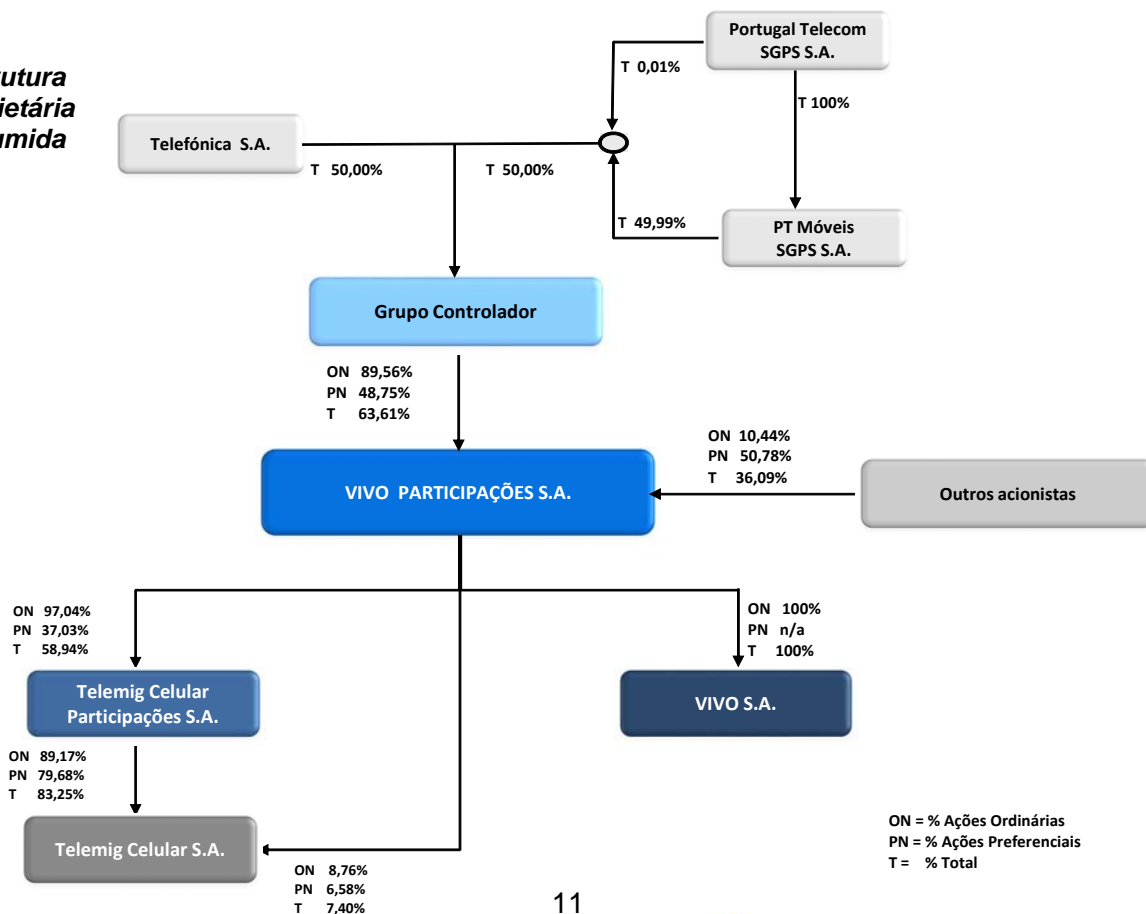 utura
ietária
umida
Portugal Telecom
SGPS S.A.
T 0,01%
T 100%
Telefónica S.A.
T 50,00%
T 50,00%
T 49,99%
PT Móveis
SGPS S.A.
Grupo Controlador
ON 89,56%
PN 48,75%
T 63,61%
ON 10,44%
PN 50,78%
T 36,09%
VIVO PARTICIPAÇÕES S.A.
Outros acionistas
ON 97,04%
PN 37,03%
T 58,94%
ON 100%
PN n/a
T 100%
Telemig Celular
Participações S.A.
VIVO S.A.
ON 89,17%
PN 79,68%
T 83,25%
Telemig Celular S.A.
ON 8,76%
PN 6,58%
T 7,40%
ON = % Ações Ordinárias
PN = % Ações Preferenciais
T = % Total
11